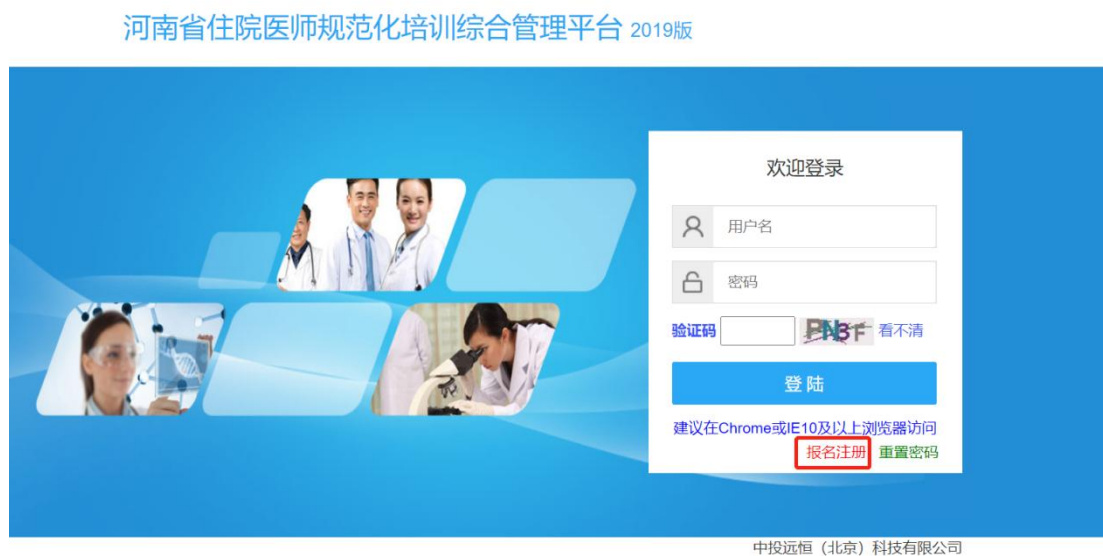 河南省住院医师规范化培训综合管理平台 2019版
欢迎登录
用户名
密码
验证码 PN3F 看不清
登 陆
建议在Chrome或IE10及以上浏览器访问
报名注册 重置密码
中投远恒（北京）科技有限公司